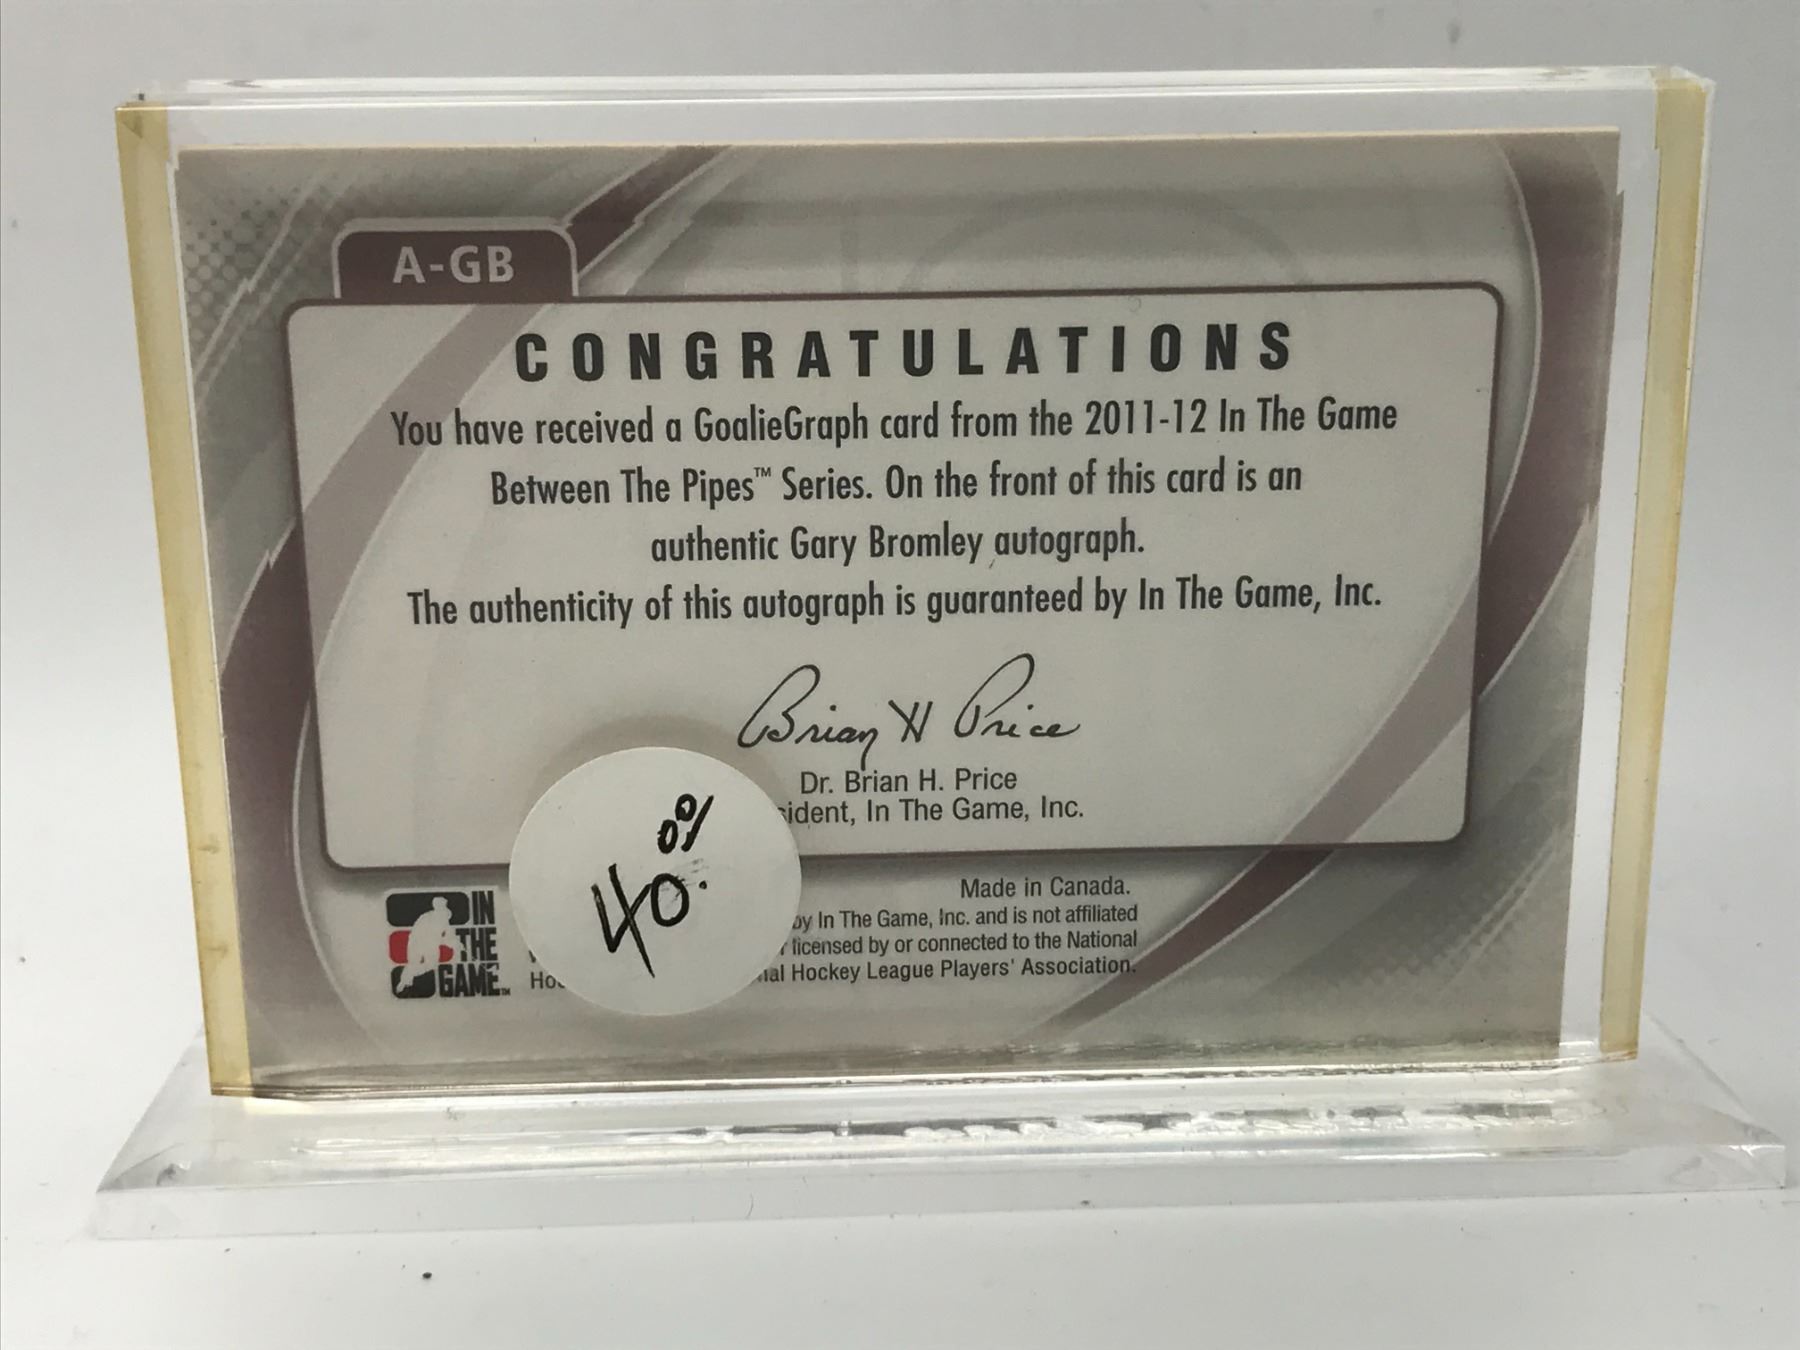 A-GB
CONGRATULATIONS
You have received a GoalieGraph card from the 2011-12 In The Game
Between The Pipes™ Series. On the front of this card is an
authentic Gary Bromley autograph.
The authenticity of this autograph is guaranteed by In The Game, Inc.
Brian H Price
Dr. Brian H. Price
ident, In The Game, Inc.
40.00
Made in Canada.
by In The Game, Inc. and is not affiliated
licensed by or connected to the National
Hockey League Players' Association.
IN
THE
GAME™